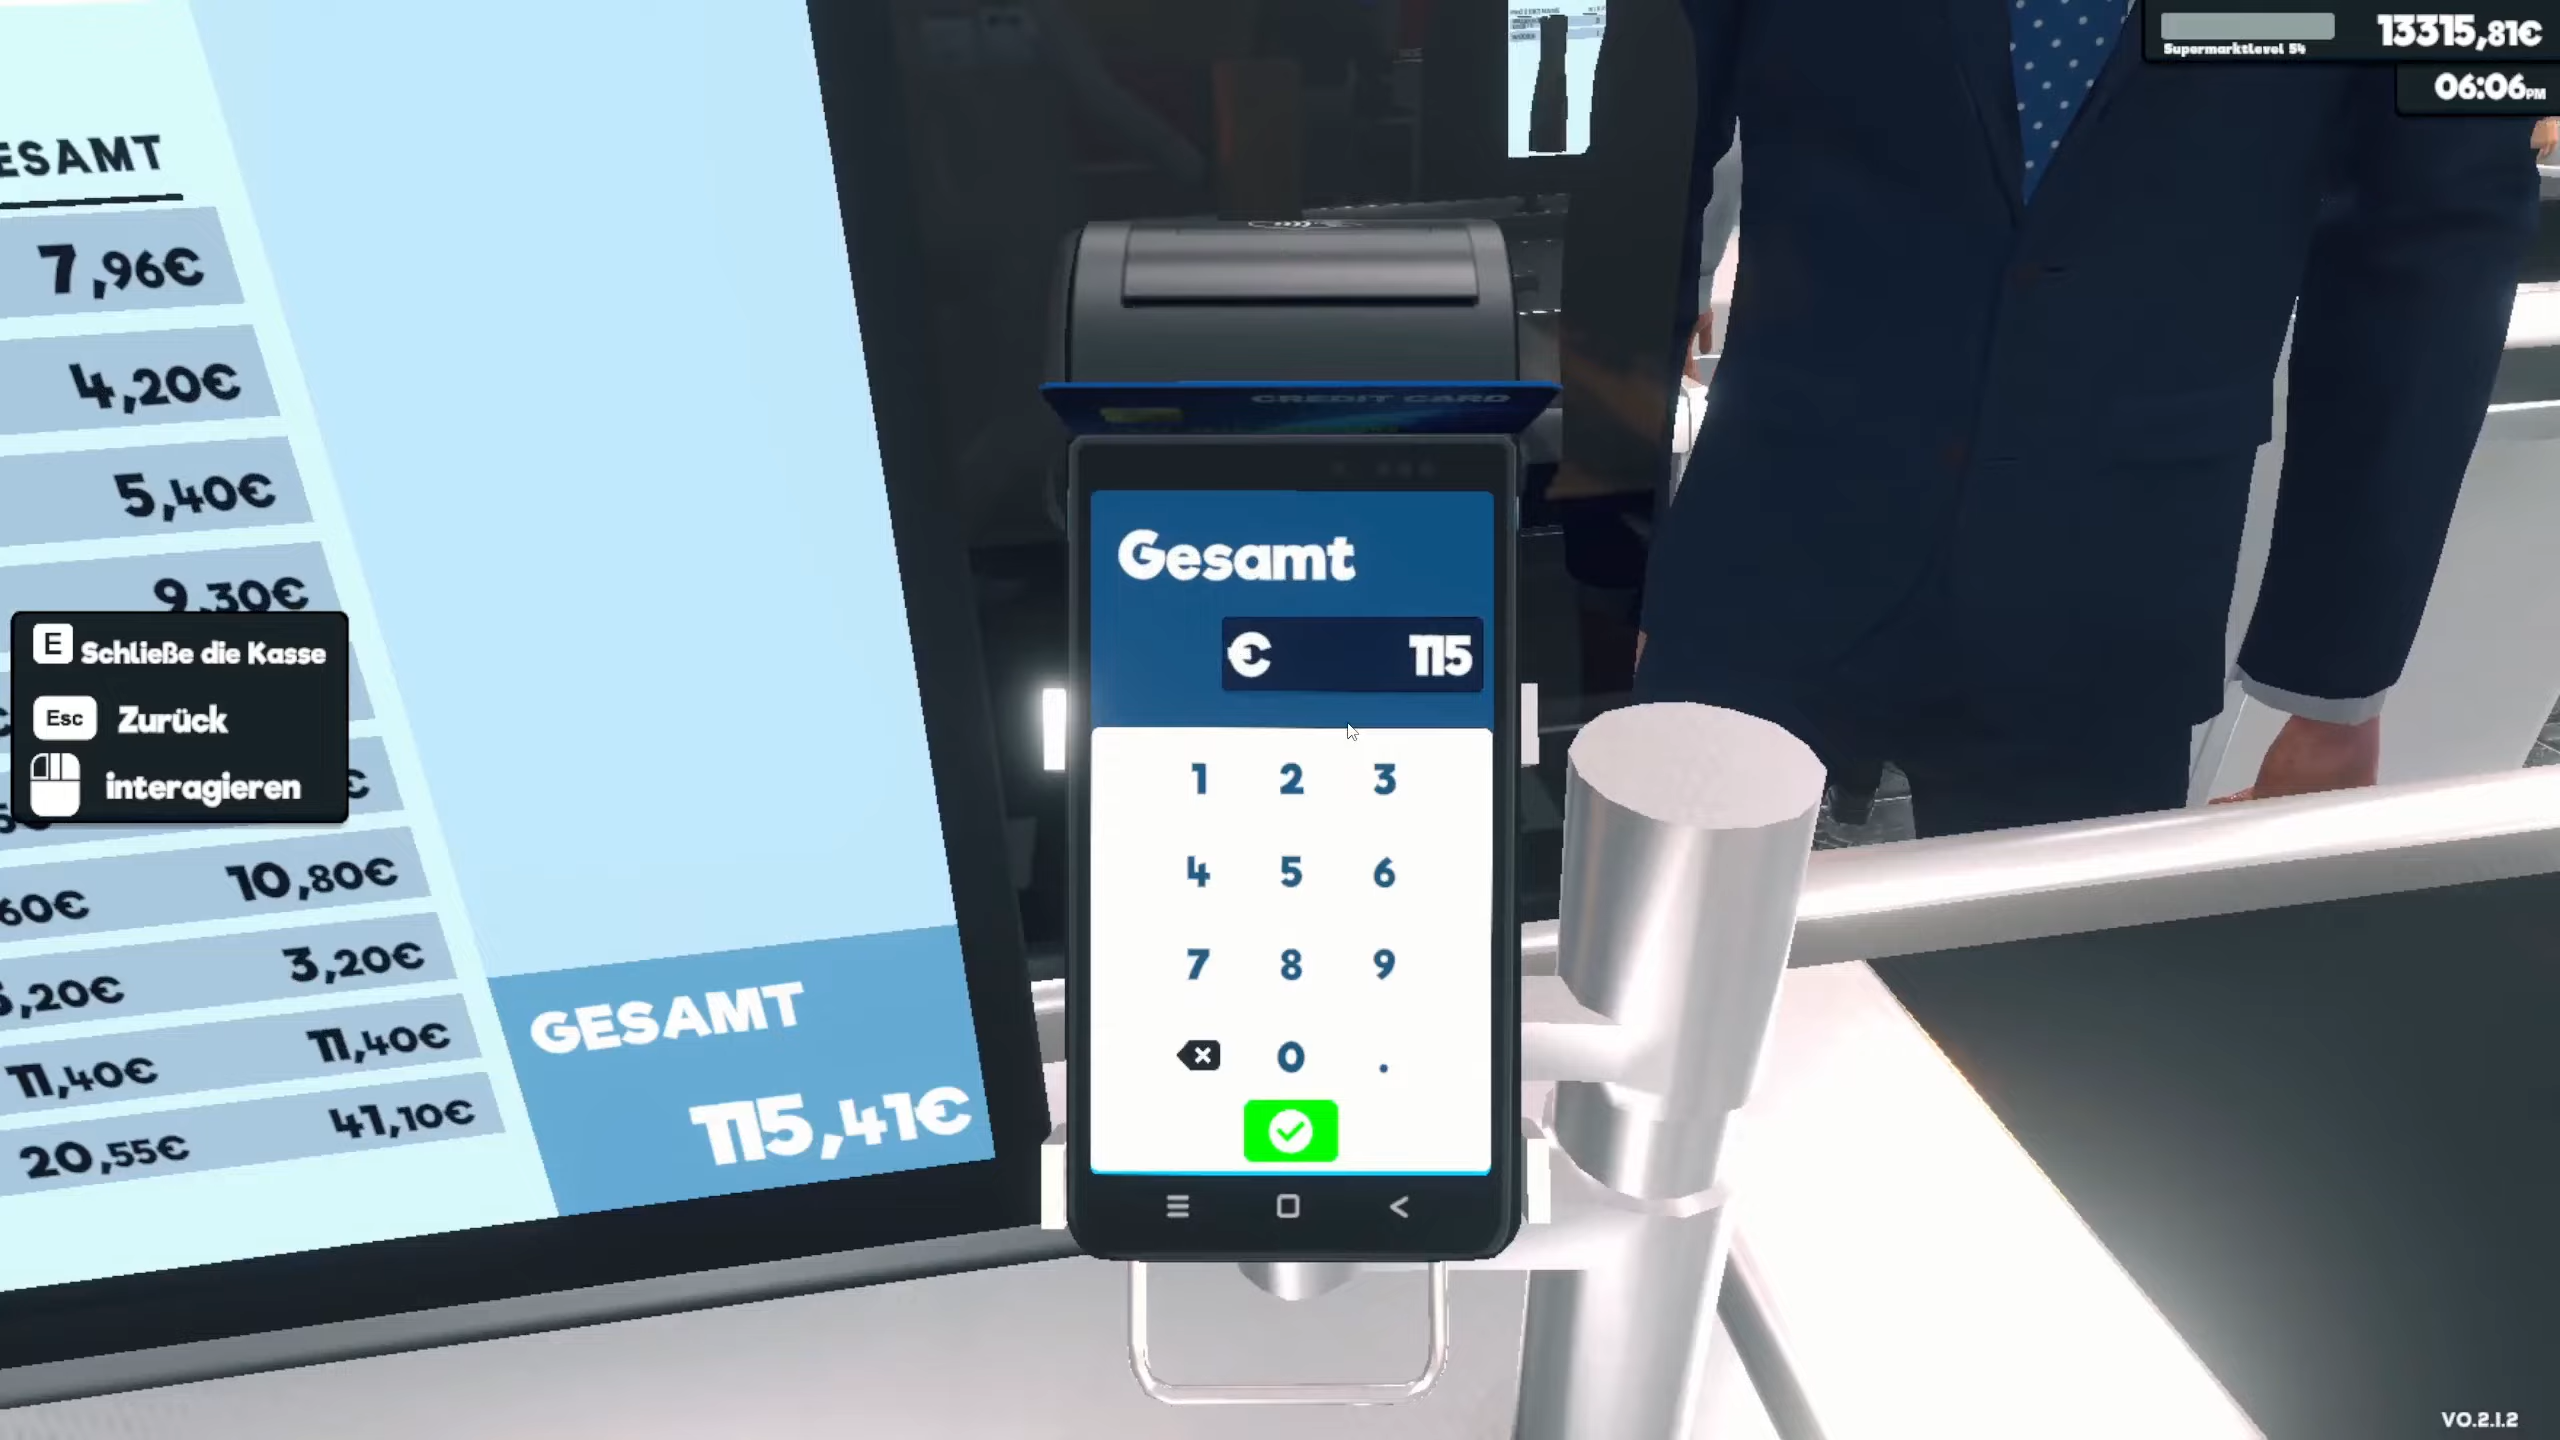 13315,81€
Supermarktlevel 54
06:06PM
ESAMT
7,96€
4,20€
5,40€
9,30€
E Schließe die Kasse
Esc Zurück
interagieren
€
60€ 10,80€
,20€ 3,20€
11,40€ 11,40€
20,55€ 41,10€
GESAMT
115,41€
CREDIT CARD
Gesamt
€ 115
1 2 3
4 5 6
7 8 9
0 .
V0.2.1.2